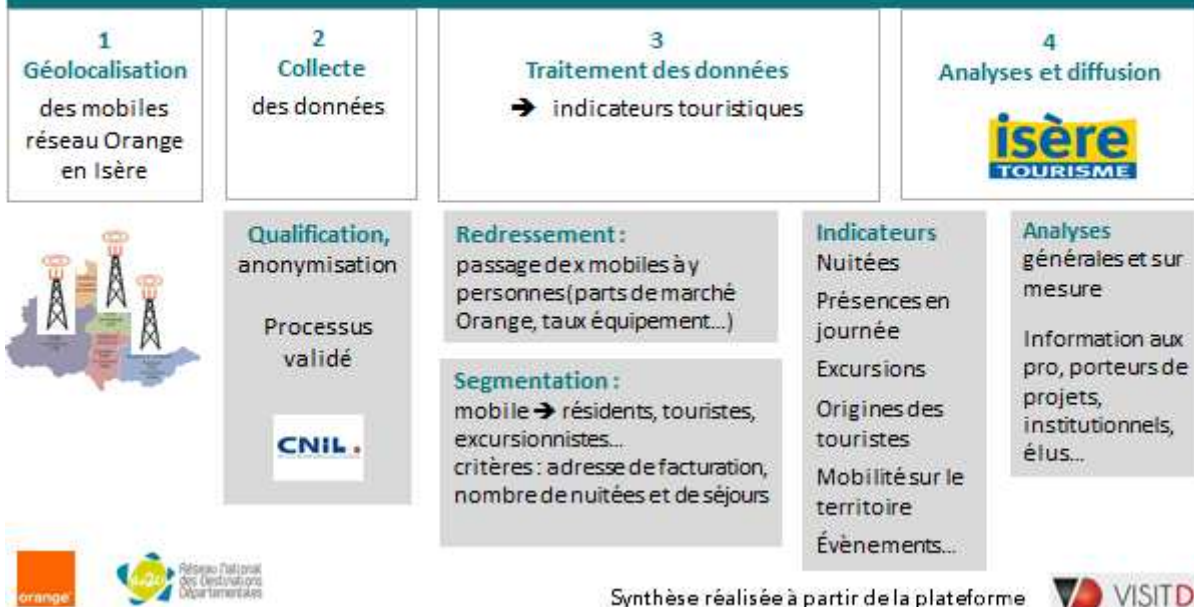 1
Géolocalisation
des mobiles
réseau Orange
en Isère
2
Collecte
des données
3
Traitement des données
➔ indicateurs touristiques
4
Analyses et diffusion
isère
TOURISME
Qualification,
anonymisation
Processus
validé
CNIL.
Redressement :
passage de x mobiles à y
personnes (parts de marché
Orange, taux équipement...)
Segmentation :
mobile ➔ résidents, touristes,
excursionnistes...
critères : adresse de facturation,
nombre de nuitées et de séjours
Indicateurs
Nuitées
Présences en
journée
Excursions
Origines des
touristes
Mobilité sur le
territoire
Évènements...
Analyses
générales et sur
mesure
Information aux
pro, porteurs de
projets,
institutionnels,
élus...
orange
Réseau National
des Destinations
Départementales
Synthèse réalisée à partir de la plateforme
VISITD